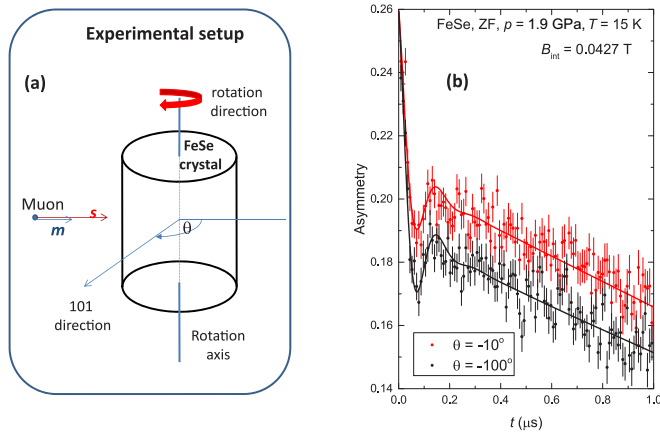 Experimental setup
(a)
rotation
direction
FeSe
crystal
Muon
s
m
θ
101
direction
Rotation
axis
FeSe, ZF, p = 1.9 GPa, T = 15 K
B_int = 0.0427 T
(b)
Asymmetry
0.26
0.24
0.22
0.20
0.18
0.16
0.14
θ = -10°
θ = -100°
0.0 0.2 0.4 0.6 0.8 1.0
t (μs)